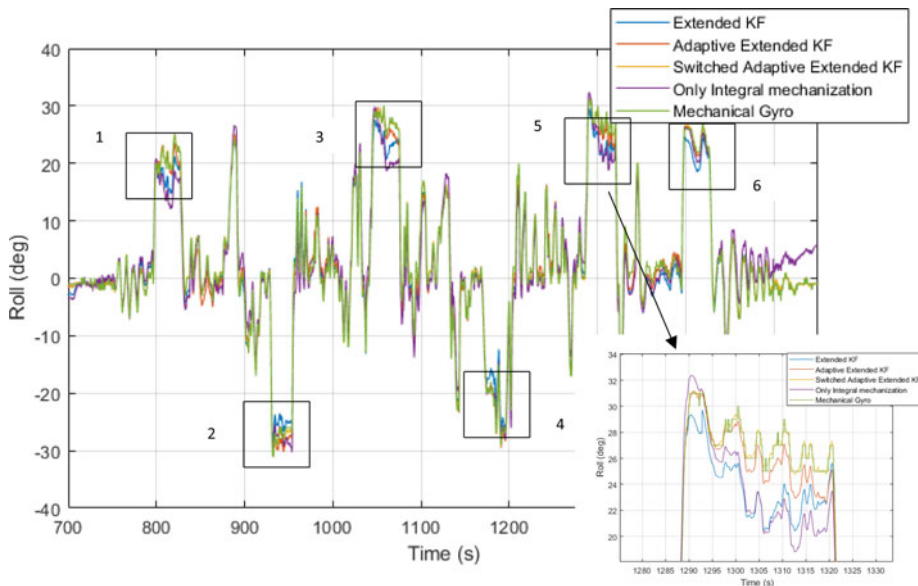 Extended KF
Adaptive Extended KF
Switched Adaptive Extended KF
Only Integral mechanization
Mechanical Gyro
40
30
20
10
0
-10
-20
-30
-40
Roll (deg)
1
2
3
4
5
6
700
800
900
1000
1100
1200
Time (s)
Extended KF
Adaptive Extended KF
Switched Adaptive Extended KF
Only Integral mechanization
Mechanical Gyro
34
32
30
28
26
24
22
20
Roll (deg)
1280
1285
1290
1295
1300
1305
1310
1315
1320
1325
1330
Time (s)